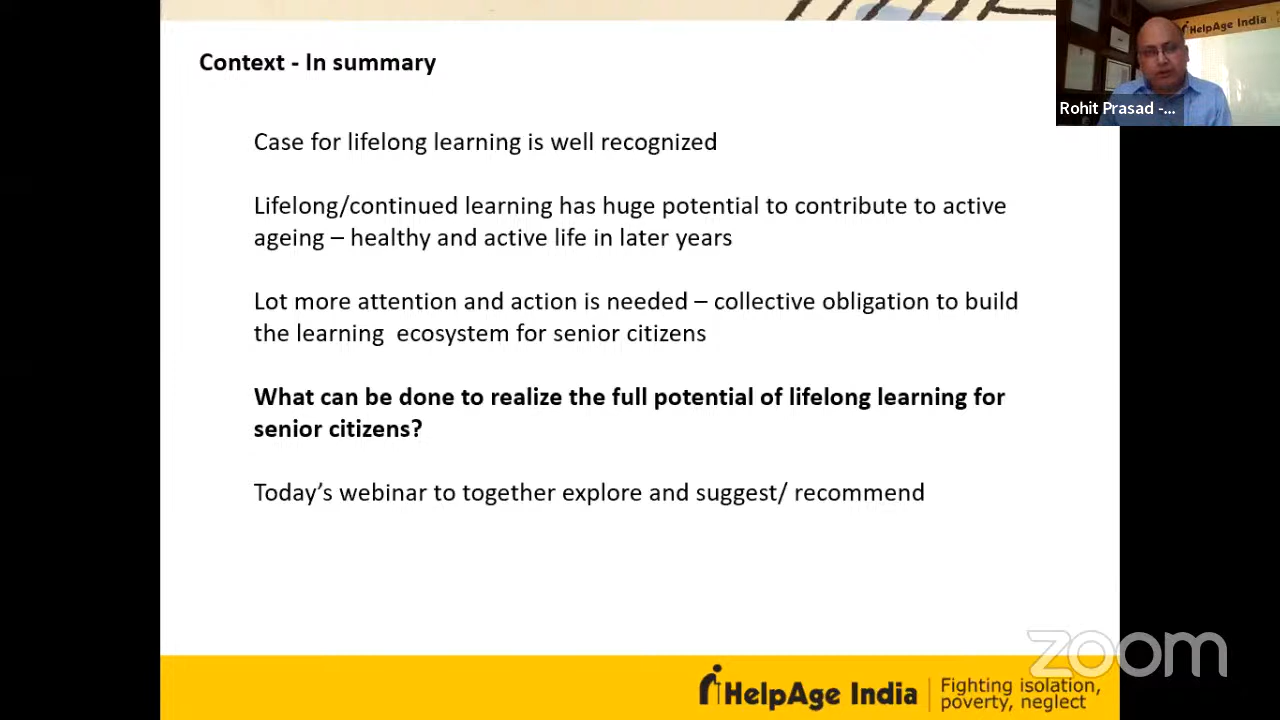 Context - In summary
Case for lifelong learning is well recognized
Lifelong/continued learning has huge potential to contribute to active
ageing – healthy and active life in later years
Lot more attention and action is needed – collective obligation to build
the learning ecosystem for senior citizens
What can be done to realize the full potential of lifelong learning for
senior citizens?
Today's webinar to together explore and suggest/ recommend
HelpAge India
Fighting isolation,
poverty, neglect
HelpAge India
Rohit Prasad -...
zoom